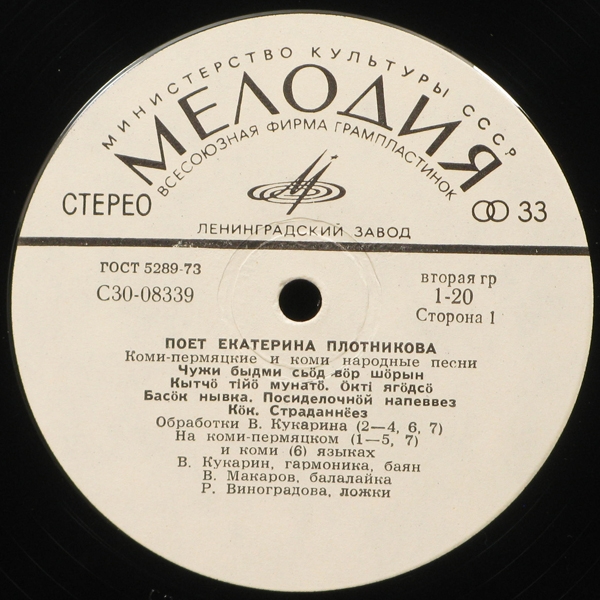 МИНИСТЕРСТВО КУЛЬТУРЫ СССР
МЕЛОДИЯ
ВСЕСОЮЗНАЯ ФИРМА ГРАМПЛАСТИНОК
СТЕРЕО
33
ЛЕНИНГРАДСКИЙ ЗАВОД
ГОСТ 5289-73
С30-08339
вторая гр
1-20
Сторона 1
ПОЕТ ЕКАТЕРИНА ПЛОТНИКОВА
Коми-пермяцкие и коми народные песни
Чужи быдми сьӧд вӧр шӧрын
Кытчӧ тійӧ мунатӧ. Ӧкті ягӧдсӧ
Басӧк нывка. Посиделочнӧй напеввез
Кӧк. Страданнёез
Обработки В. Кукарина (2—4, 6, 7)
На коми-пермяцком (1—5, 7)
и коми (6) языках
В. Кукарин, гармоника, баян
В. Макаров, балалайка
Р. Виноградова, ложки